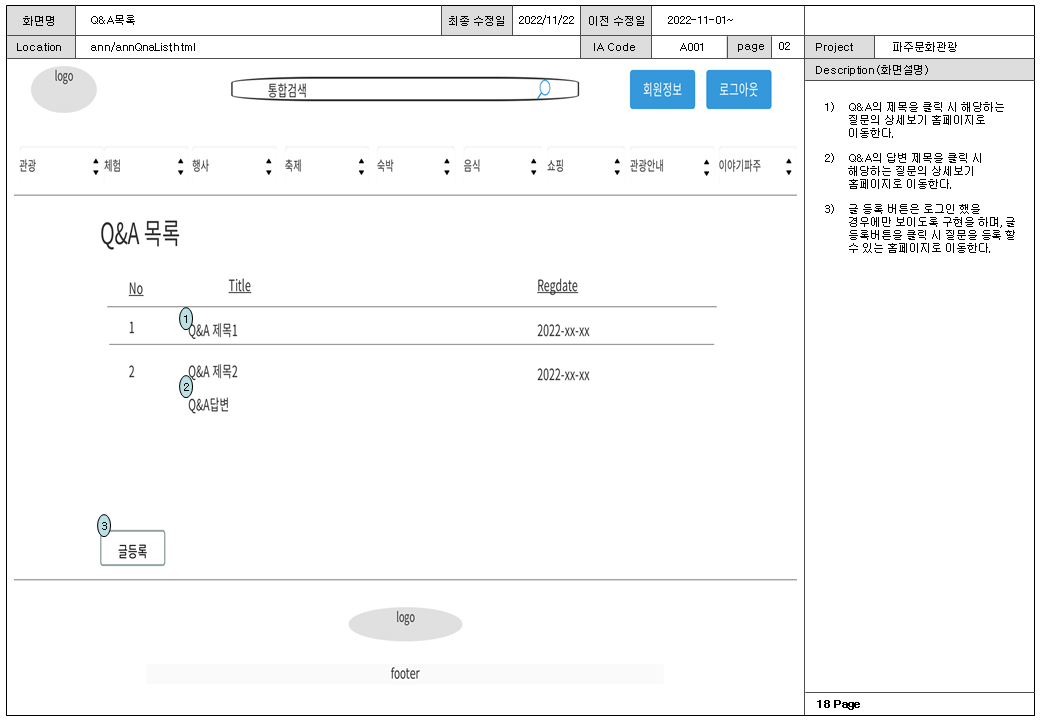 화면명 Q&A목록 최종 수정일 2022/11/22 이전 수정일 2022-11-01~
Location ann/annQnaList.html IA Code A001 page 02 Project 파주문화관광
Description(화면설명)
logo
통합검색
회원정보
로그아웃
관광 체험 행사 축제 숙박 음식 쇼핑 관광안내 이야기파주
Q&A 목록
No Title Regdate
1
1 Q&A 제목1 2022-xx-xx
2 Q&A 제목2 2022-xx-xx
2
Q&A답변
3
글등록
logo
footer
1) Q&A의 제목을 클릭 시 해당하는
질문의 상세보기 홈페이지로
이동한다.
2) Q&A의 답변 제목을 클릭 시
해당하는 질문의 상세보기
홈페이지로 이동한다.
3) 글 등록 버튼은 로그인 했을
경우에만 보이도록 구현을 하며, 글
등록버튼을 클릭 시 질문을 등록 할
수 있는 홈페이지로 이동한다.
18 Page